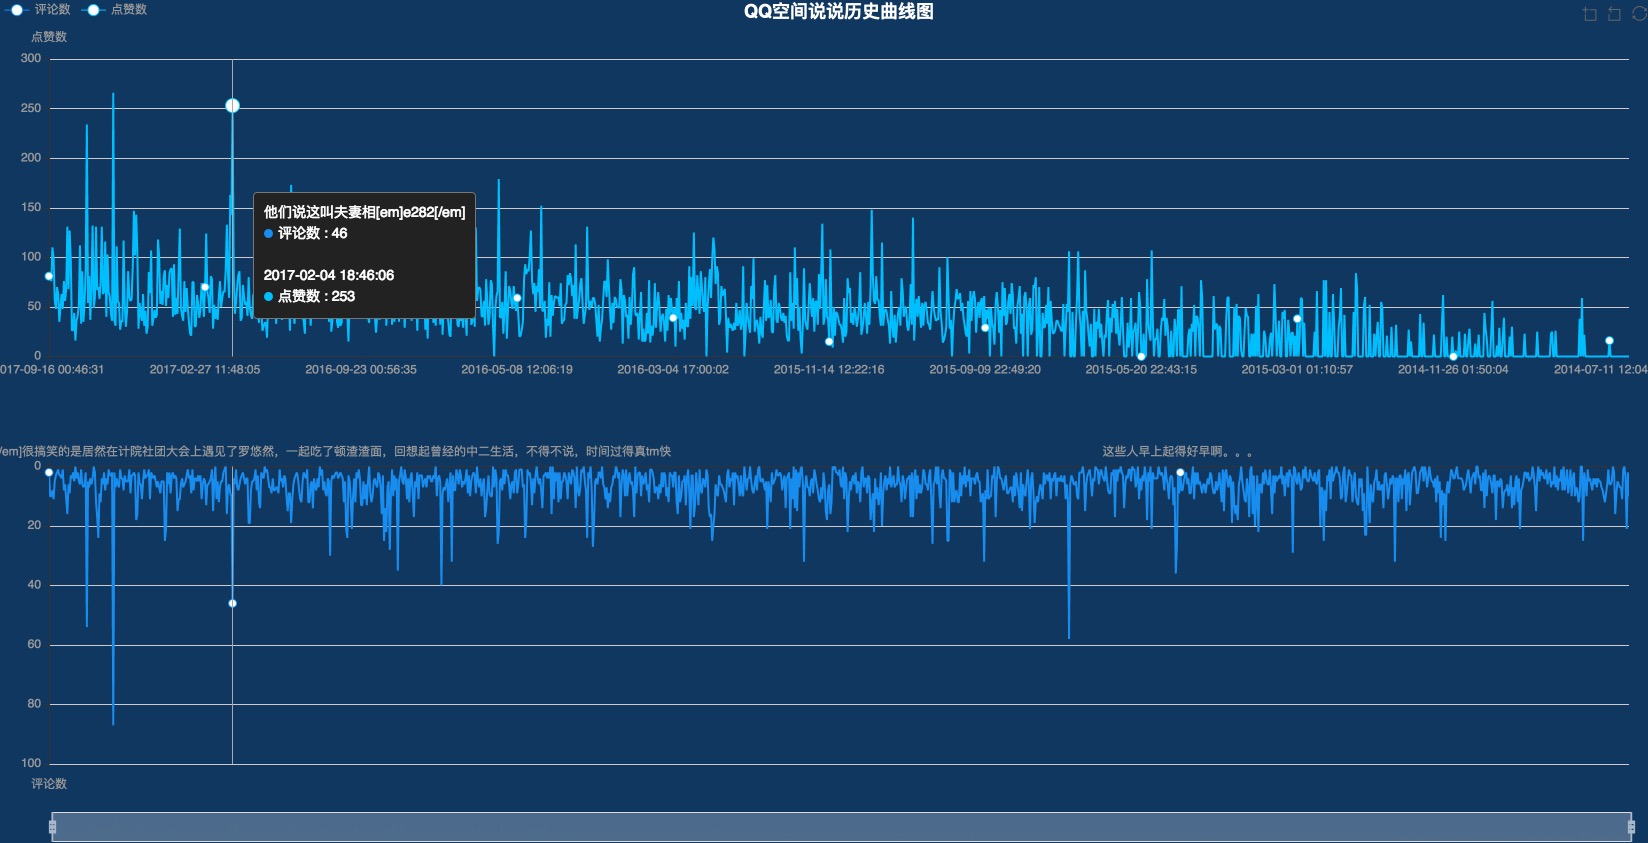 评论数 点赞数
QQ空间说说历史曲线图
点赞数
300
250
200
150
100
50
0
他们说这叫夫妻相[em]e282[/em]
评论数 : 46
2017-02-04 18:46:06
点赞数 : 253
017-09-16 00:46:31 2017-02-27 11:48:05 2016-09-23 00:56:35 2016-05-08 12:06:19 2016-03-04 17:00:02 2015-11-14 12:22:16 2015-09-09 22:49:20 2015-05-20 22:43:15 2015-03-01 01:10:57 2014-11-26 01:50:04 2014-07-11 12:04
/em]很搞笑的是居然在计院社团大会上遇见了罗悠然，一起吃了顿渣渣面，回想起曾经的中二生活，不得不说，时间过得真tm快 这些人早上起得好早啊。。。
0
20
40
60
80
100
评论数